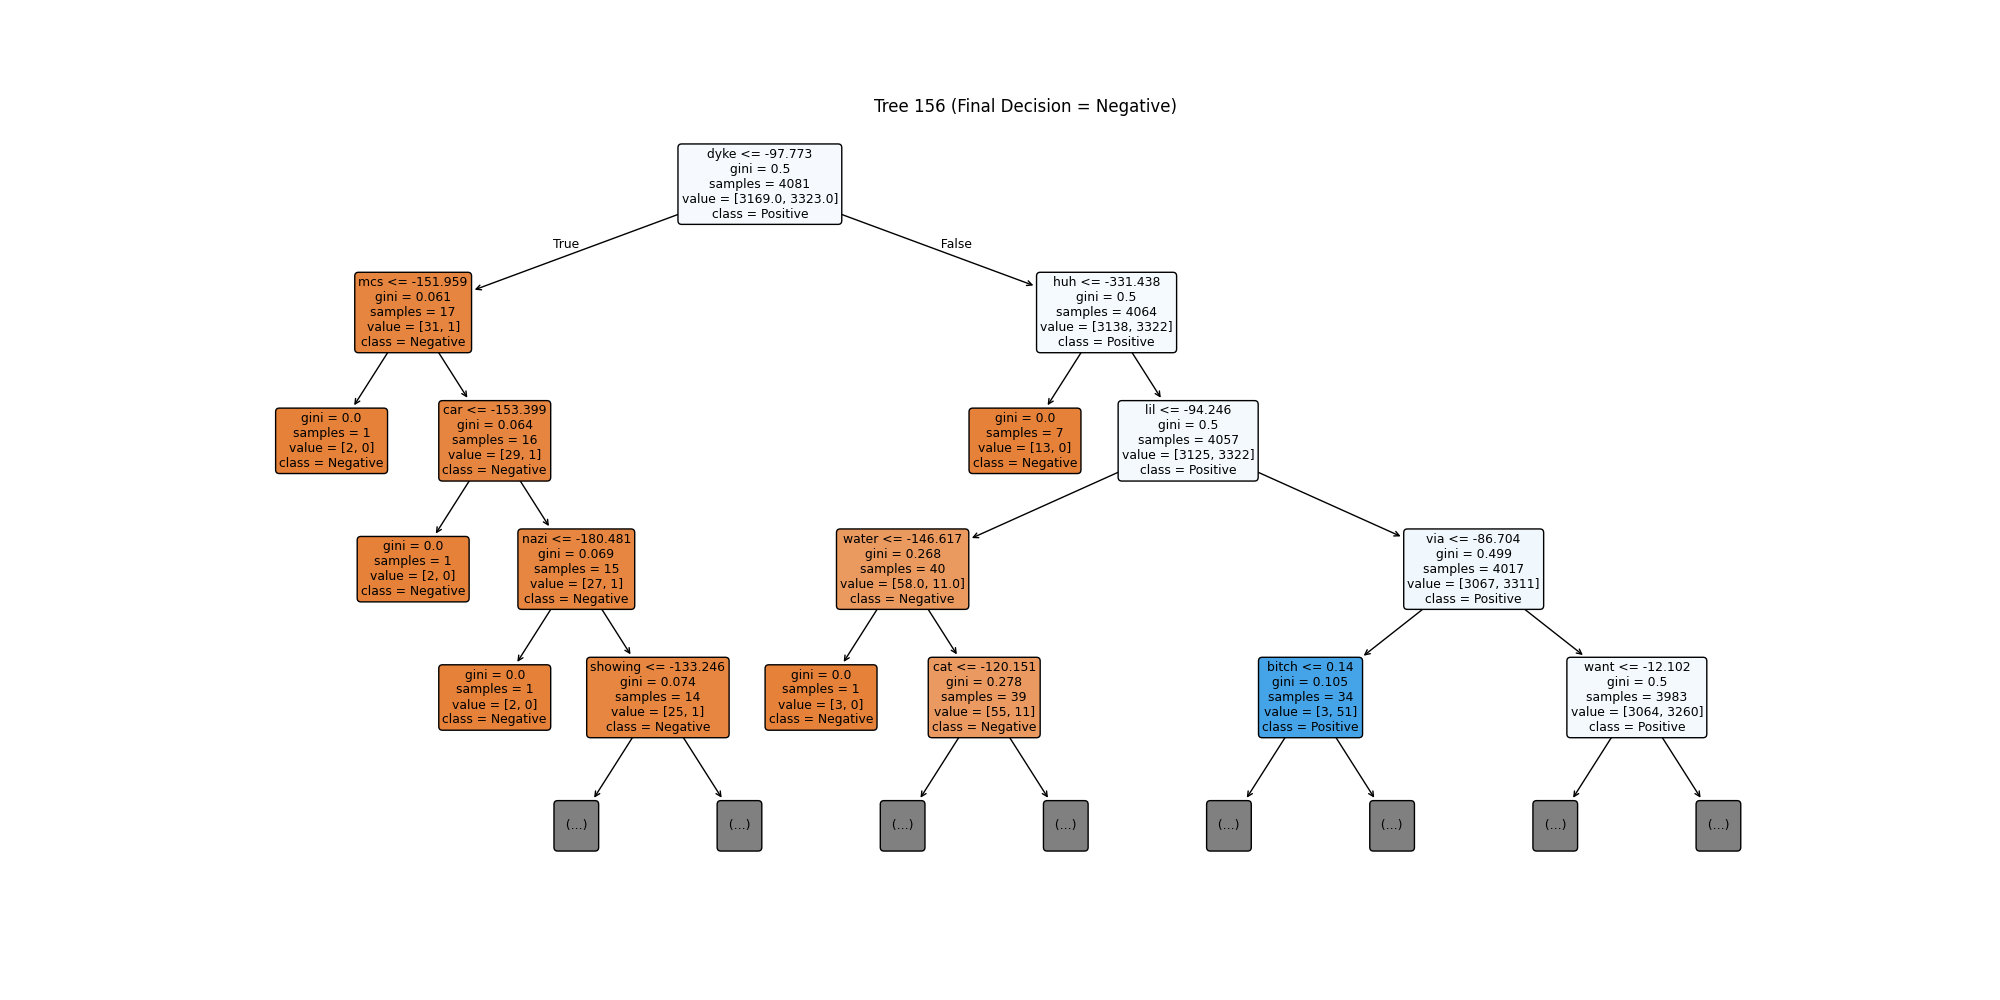 Tree 156 (Final Decision = Negative)
dyke <= -97.773
gini = 0.5
samples = 4081
value = [3169.0, 3323.0]
class = Positive
True
False
mcs <= -151.959
gini = 0.061
samples = 17
value = [31, 1]
class = Negative
huh <= -331.438
gini = 0.5
samples = 4064
value = [3138, 3322]
class = Positive
gini = 0.0
samples = 1
value = [2, 0]
class = Negative
car <= -153.399
gini = 0.064
samples = 16
value = [29, 1]
class = Negative
gini = 0.0
samples = 7
value = [13, 0]
class = Negative
lil <= -94.246
gini = 0.5
samples = 4057
value = [3125, 3322]
class = Positive
gini = 0.0
samples = 1
value = [2, 0]
class = Negative
nazi <= -180.481
gini = 0.069
samples = 15
value = [27, 1]
class = Negative
water <= -146.617
gini = 0.268
samples = 40
value = [58.0, 11.0]
class = Negative
via <= -86.704
gini = 0.499
samples = 4017
value = [3067, 3311]
class = Positive
gini = 0.0
samples = 1
value = [2, 0]
class = Negative
showing <= -133.246
gini = 0.074
samples = 14
value = [25, 1]
class = Negative
gini = 0.0
samples = 1
value = [3, 0]
class = Negative
cat <= -120.151
gini = 0.278
samples = 39
value = [55, 11]
class = Negative
bitch <= 0.14
gini = 0.105
samples = 34
value = [3, 51]
class = Positive
want <= -12.102
gini = 0.5
samples = 3983
value = [3064, 3260]
class = Positive
(...)
(...)
(...)
(...)
(...)
(...)
(...)
(...)